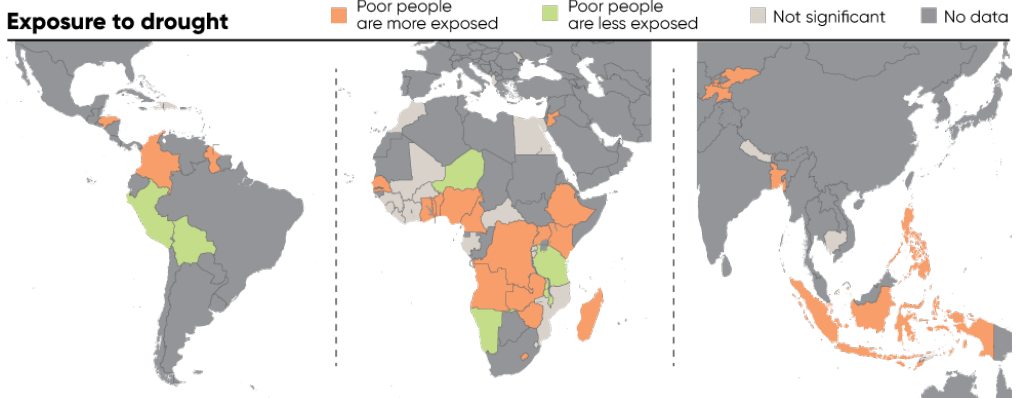 Exposure to drought
Poor people
are more exposed
Poor people
are less exposed
Not significant
No data